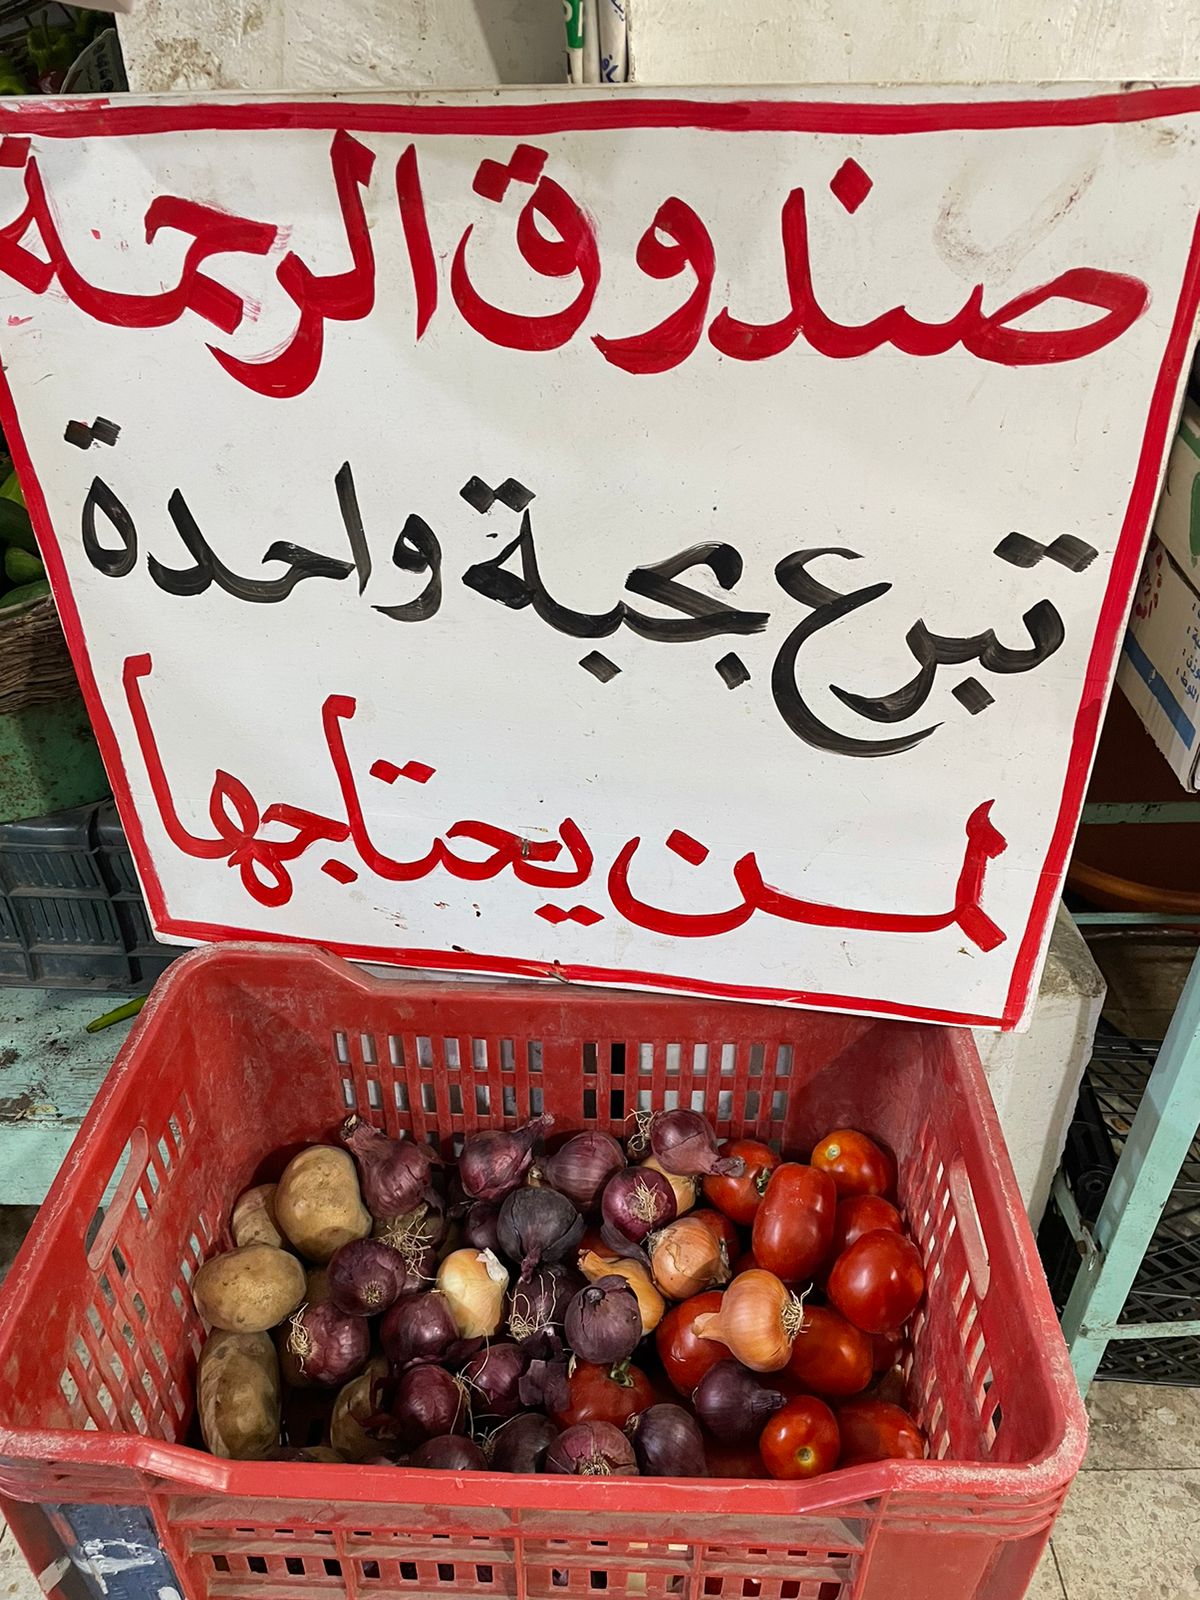 صندوق الرحمة
تبرع بحبة واحدة
لمن يحتاجها